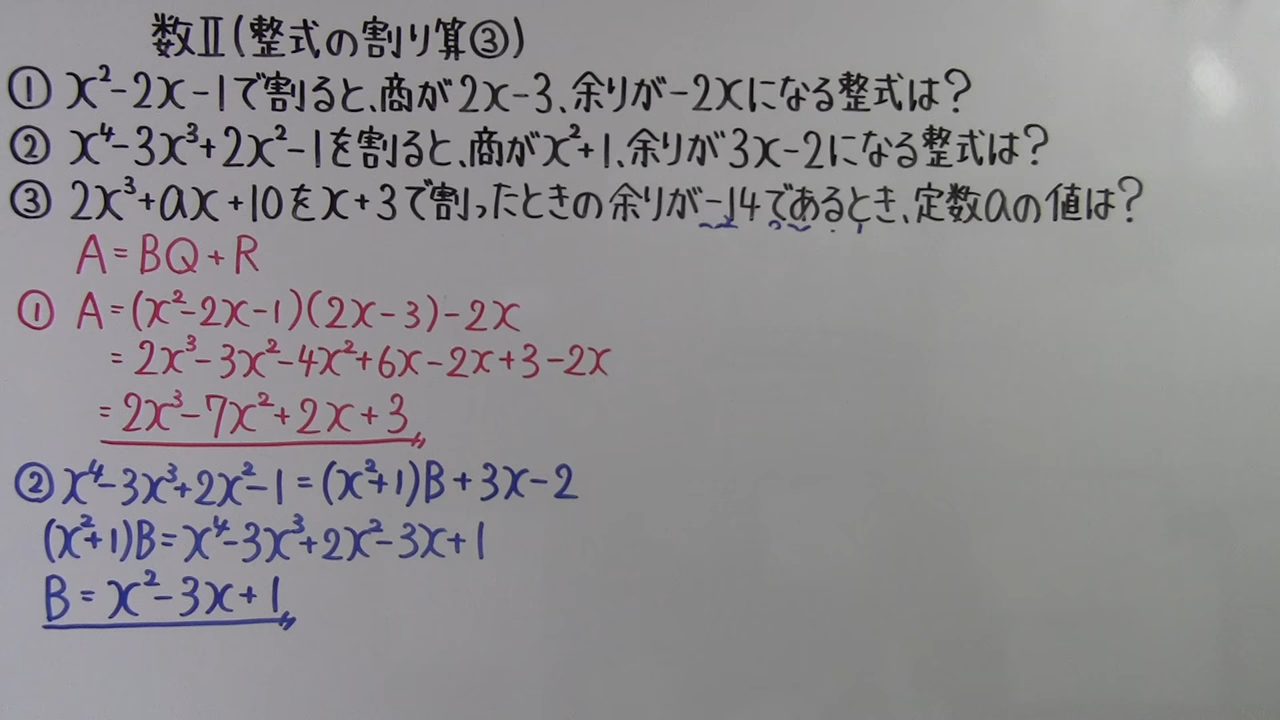 数Ⅱ(整式の割り算③)
① x²-2x-1で割ると、商が2x-3、余りが-2xになる整式は?
② x⁴-3x³+2x²-1を割ると、商がx²+1、余りが3x-2になる整式は?
③ 2x³+ax+10をx+3で割ったときの余りが-14であるとき、定数aの値は?
A=BQ+R
① A=(x²-2x-1)(2x-3)-2x
=2x³-3x²-4x²+6x-2x+3-2x
=2x³-7x²+2x+3
② x⁴-3x³+2x²-1=(x²+1)B+3x-2
(x²+1)B=x⁴-3x³+2x²-3x+1
B=x²-3x+1